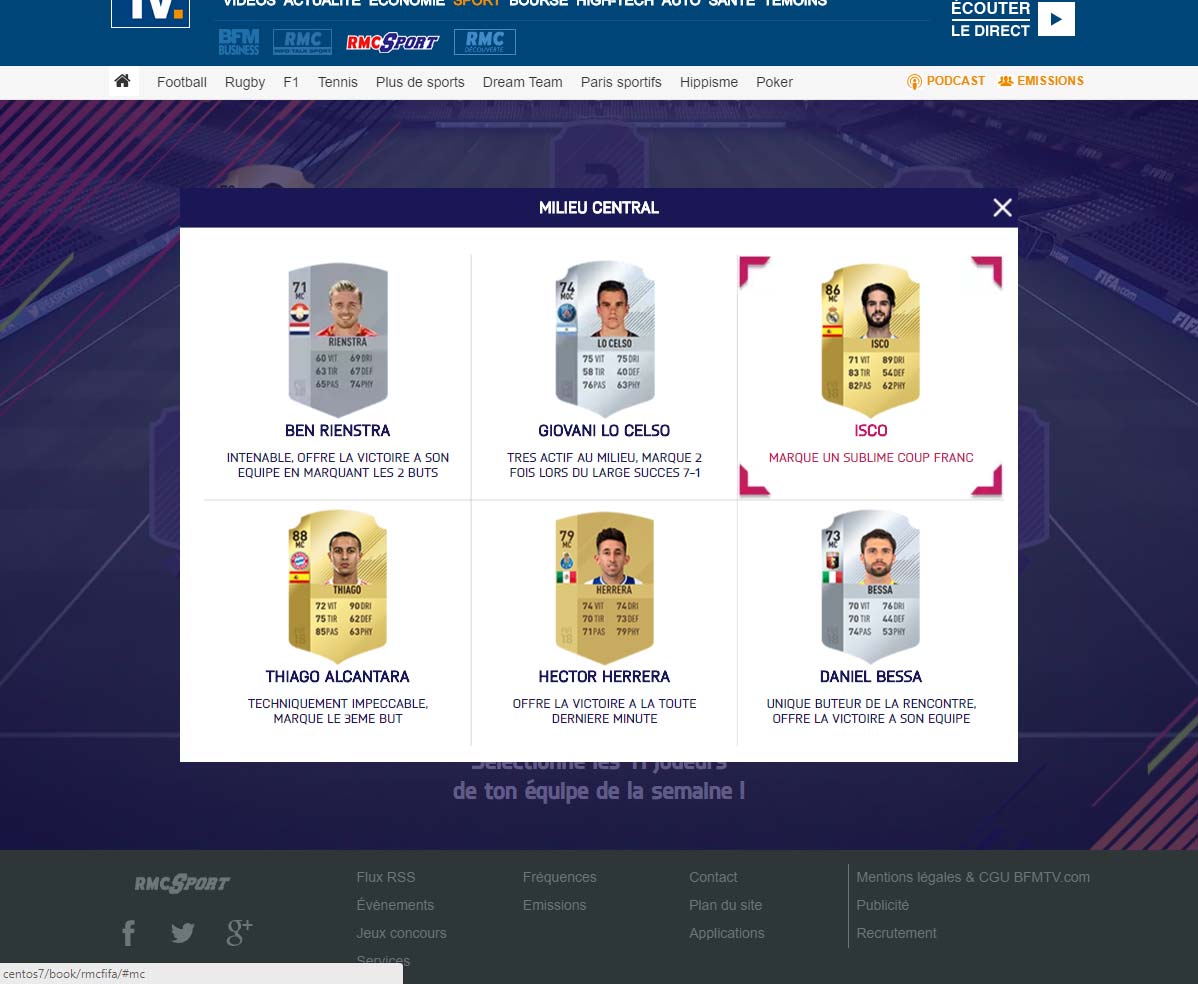 TV.
VIDÉOS ACTUALITÉ ÉCONOMIE SPORT BOURSE HIGH-TECH AUTO SANTÉ TÉMOINS
ÉCOUTER
LE DIRECT
BFM
BUSINESS
RMC
INFO TALK SPORT
RMC SPORT
RMC
DÉCOUVERTE
Football Rugby F1 Tennis Plus de sports Dream Team Paris sportifs Hippisme Poker
PODCAST EMISSIONS
FIFA.com
MILIEU CENTRAL
71
MC
RIENSTRA
60 VIT 69 DRI
63 TIR 67 DEF
65 PAS 74 PHY
BEN RIENSTRA
INTENABLE, OFFRE LA VICTOIRE A SON
EQUIPE EN MARQUANT LES 2 BUTS
74
MOC
LO CELSO
75 VIT 75 DRI
58 TIR 40 DEF
76 PAS 63 PHY
GIOVANI LO CELSO
TRES ACTIF AU MILIEU, MARQUE 2
FOIS LORS DU LARGE SUCCES 7-1
86
MC
ISCO
71 VIT 89 DRI
83 TIR 54 DEF
82 PAS 62 PHY
ISCO
MARQUE UN SUBLIME COUP FRANC
88
MC
THIAGO
72 VIT 90 DRI
75 TIR 62 DEF
85 PAS 63 PHY
THIAGO ALCANTARA
TECHNIQUEMENT IMPECCABLE,
MARQUE LE 3EME BUT
79
MC
HERRERA
74 VIT 74 DRI
70 TIR 73 DEF
71 PAS 79 PHY
HECTOR HERRERA
OFFRE LA VICTOIRE A LA TOUTE
DERNIERE MINUTE
73
MC
BESSA
70 VIT 76 DRI
70 TIR 44 DEF
74 PAS 53 PHY
DANIEL BESSA
UNIQUE BUTEUR DE LA RENCONTRE,
OFFRE LA VICTOIRE A SON EQUIPE
Sélectionne les 11 joueurs
de ton équipe de la semaine !
RMC SPORT
Flux RSS
Événements
Jeux concours
Services
Fréquences
Emissions
Contact
Plan du site
Applications
Mentions légales & CGU BFMTV.com
Publicité
Recrutement
centos7/book/rmcfifa/#mc